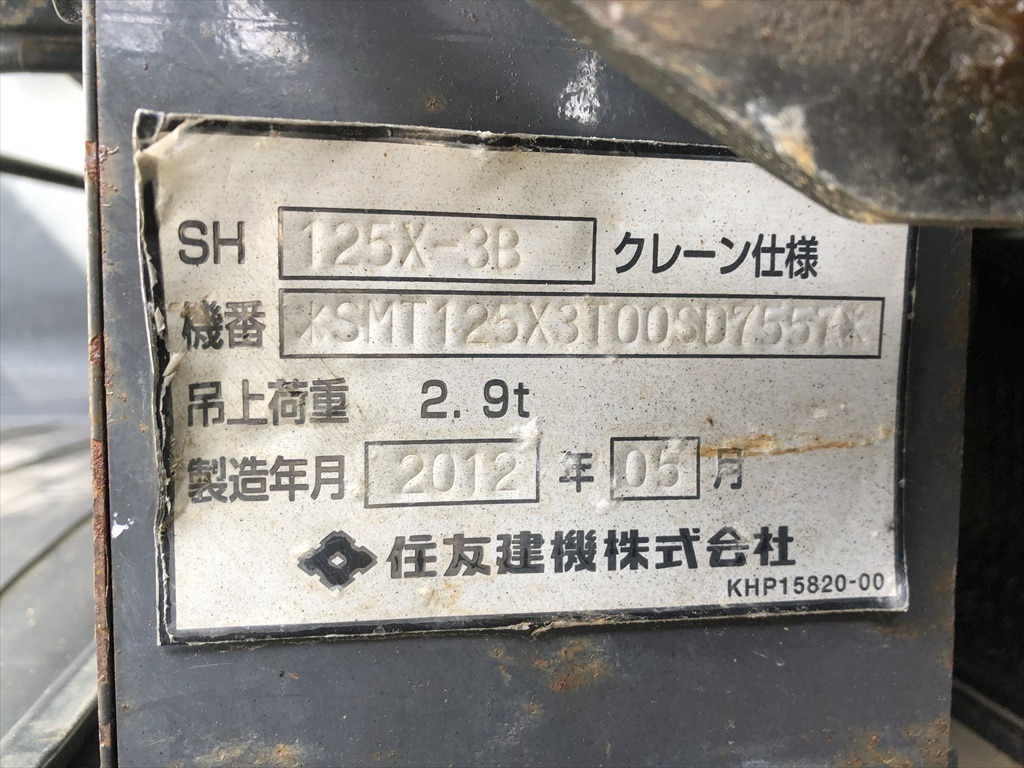 SH 125X-3B クレーン仕様
機番 *SMT125X3T00SD7557*
吊上荷重 2.9t
製造年月 2012 年 05 月
住友建機株式会社
KHP15820-00